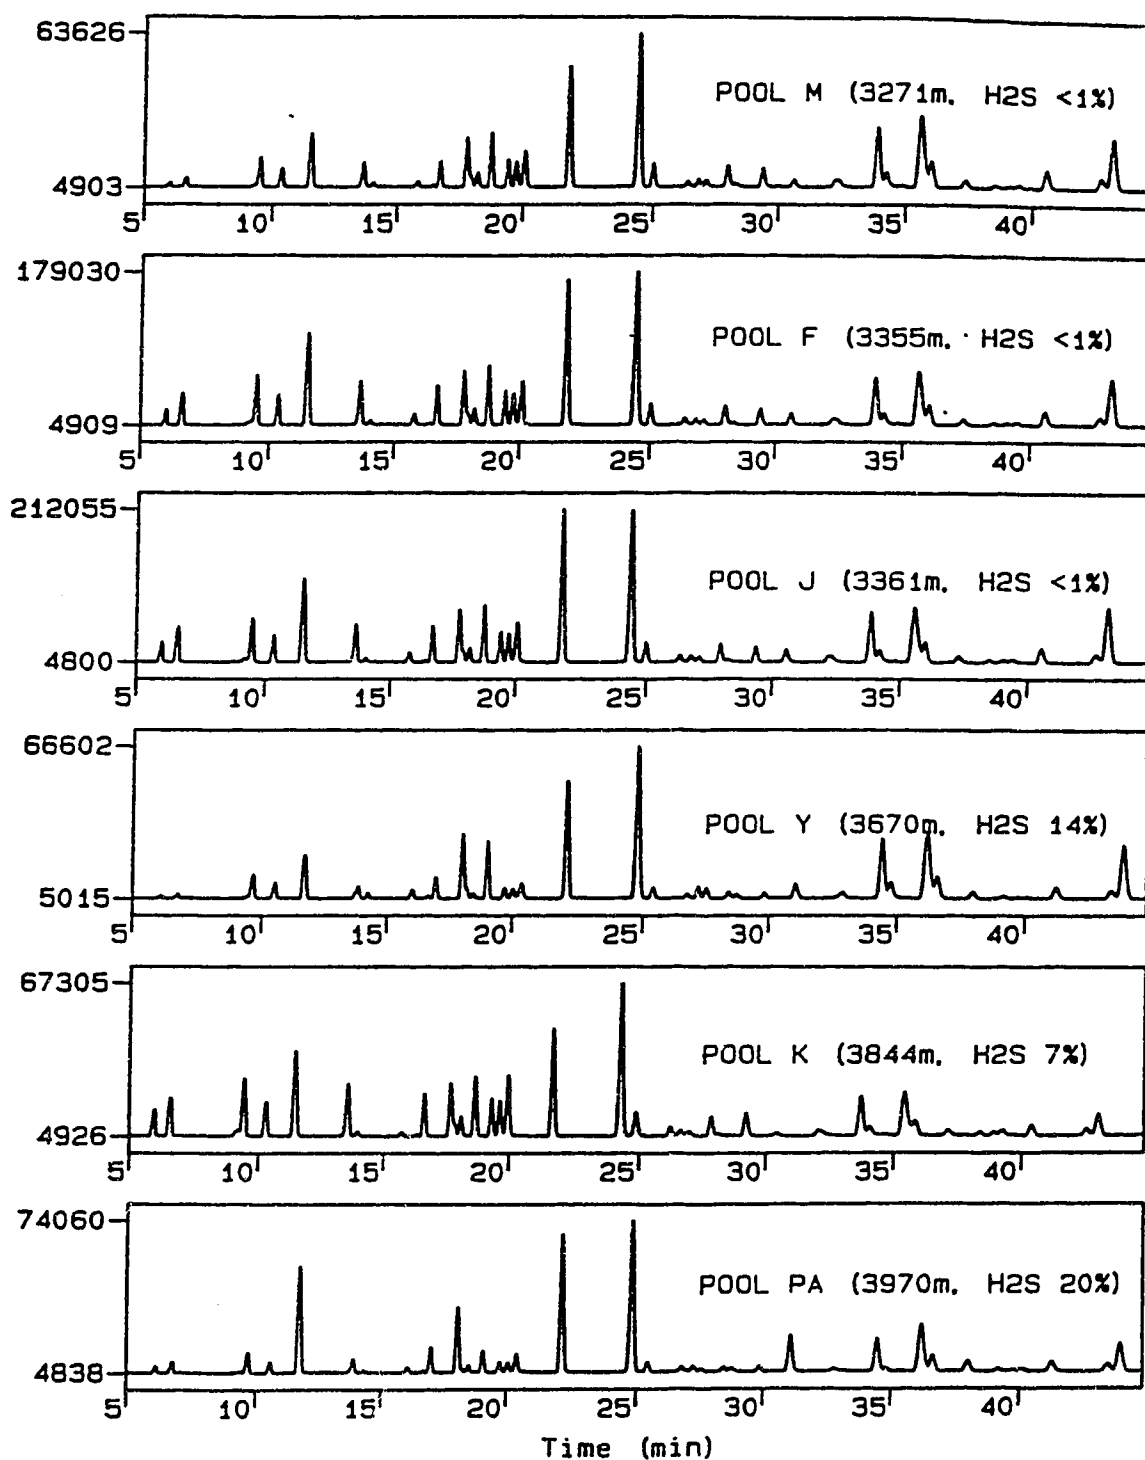 63626
POOL M (3271m. H2S <1%)
4903
5 10 15 20 25 30 35 40
179030
POOL F (3355m. H2S <1%)
4909
5 10 15 20 25 30 35 40
212055
POOL J (3361m. H2S <1%)
4800
5 10 15 20 25 30 35 40
66602
POOL Y (3670m. H2S 14%)
5015
5 10 15 20 25 30 35 40
67305
POOL K (3844m. H2S 7%)
4926
5 10 15 20 25 30 35 40
74060
POOL PA (3970m. H2S 20%)
4838
5 10 15 20 25 30 35 40
Time (min)